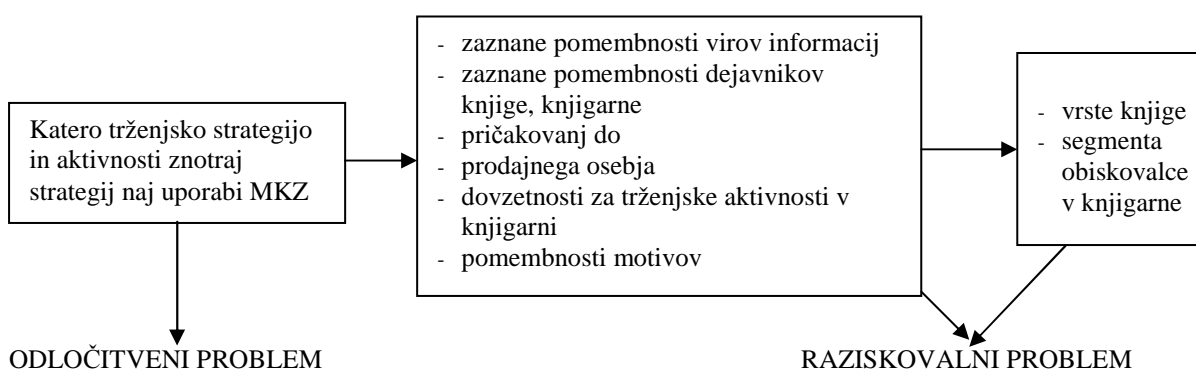 Katero trženjsko strategijo
in aktivnosti znotraj
strategij naj uporabi MKZ
- zaznane pomembnosti virov informacij
- zaznane pomembnosti dejavnikov
knjige, knjigarne
- pričakovanj do
- prodajnega osebja
- dovzetnosti za trženjske aktivnosti v
knjigarni
- pomembnosti motivov
- vrste knjige
- segmenta
obiskovalce
v knjigarne
ODLOČITVENI PROBLEM
RAZISKOVALNI PROBLEM